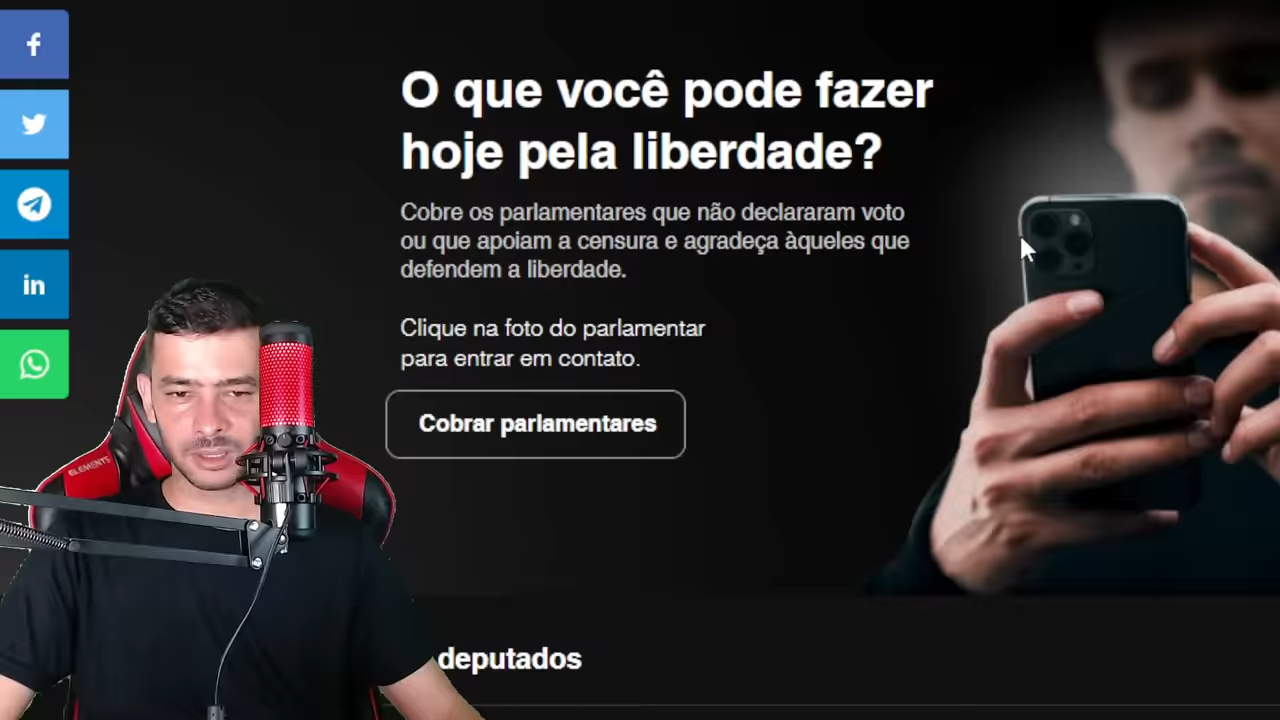 O que você pode fazer
hoje pela liberdade?
Cobre os parlamentares que não declararam voto
ou que apoiam a censura e agradeça àqueles que
defendem a liberdade.
Clique na foto do parlamentar
para entrar em contato.
Cobrar parlamentares
ELEMENTS
deputados